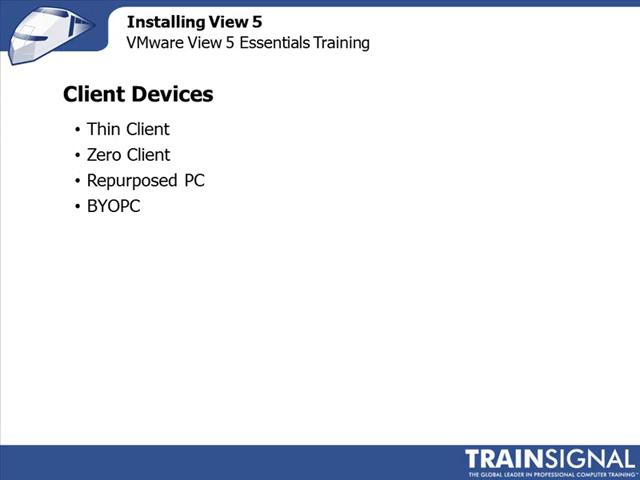 Installing View 5
VMware View 5 Essentials Training
Client Devices
• Thin Client
• Zero Client
• Repurposed PC
• BYOPC
TRAINSIGNAL
THE GLOBAL LEADER IN PROFESSIONAL COMPUTER TRAINING